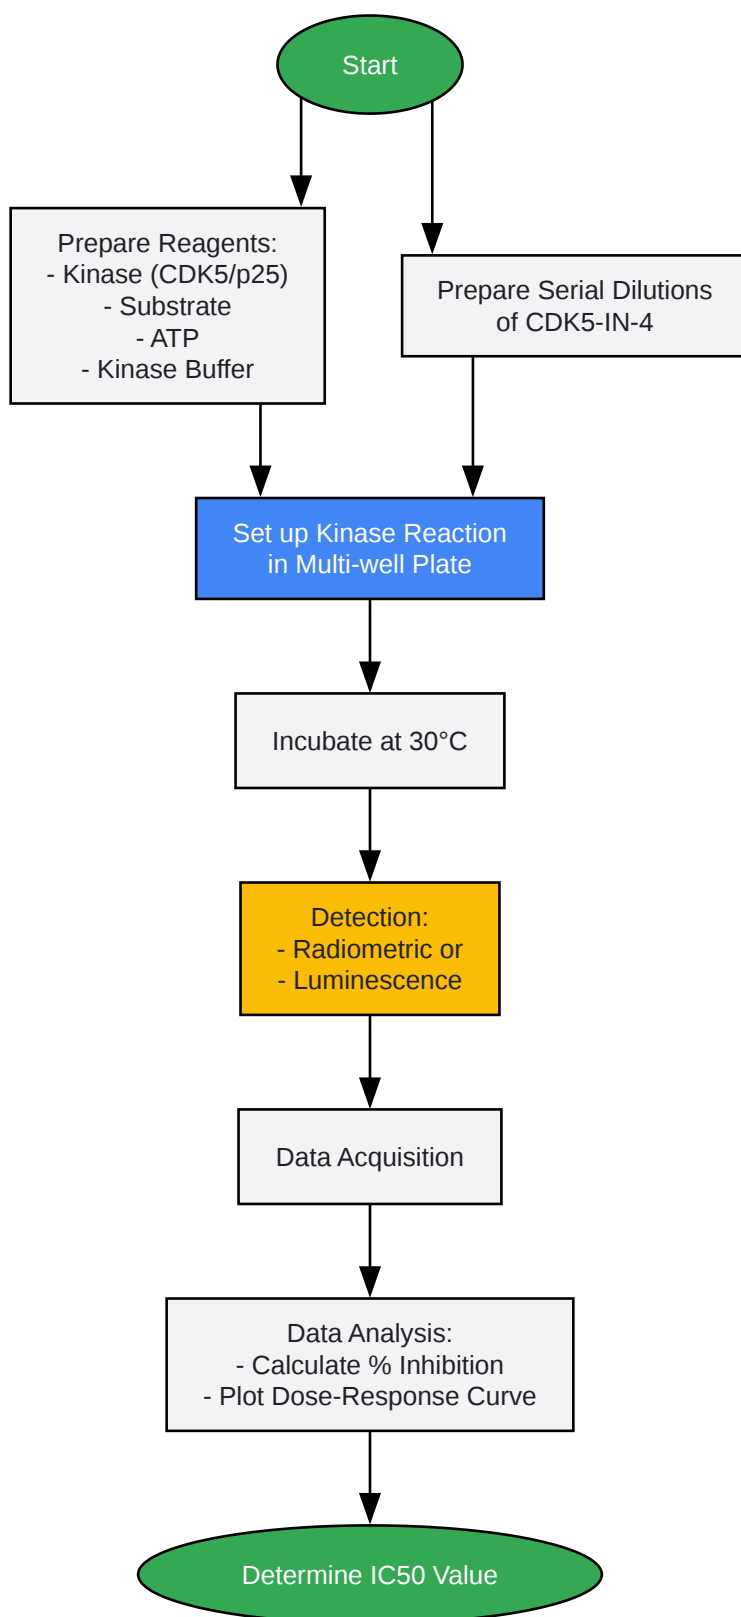 Start
Prepare Reagents:
- Kinase (CDK5/p25)
- Substrate
- ATP
- Kinase Buffer
Prepare Serial Dilutions
of CDK5-IN-4
Set up Kinase Reaction
in Multi-well Plate
Incubate at 30°C
Detection:
- Radiometric or
- Luminescence
Data Acquisition
Data Analysis:
- Calculate % Inhibition
- Plot Dose-Response Curve
Determine IC50 Value